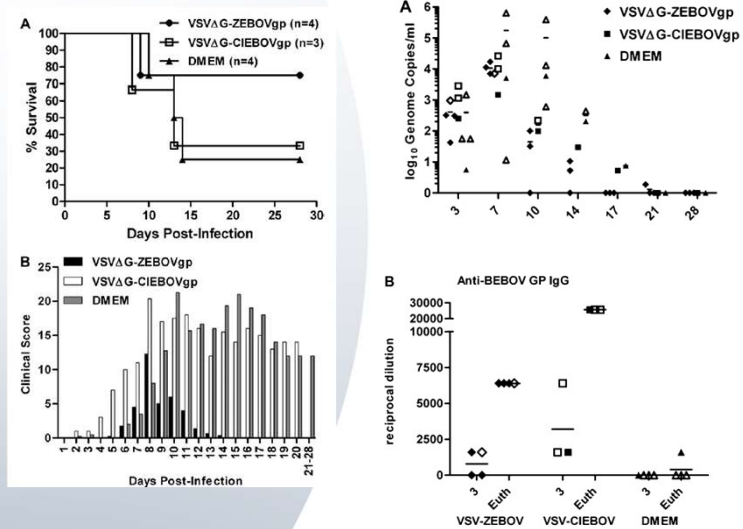 A
VSVΔG-ZEBOVgp (n=4)
VSVΔG-CIEBOVgp (n=3)
DMEM (n=4)
% Survival
100
90
80
70
60
50
40
30
20
10
0
0 5 10 15 20 25 30
Days Post-Infection
B
VSVΔG-ZEBOVgp
VSVΔG-CIEBOVgp
DMEM
Clinical Score
25
20
15
10
5
0
1 2 3 4 5 6 7 8 9 10 11 12 13 14 15 16 17 18 19 20 21-28
Days Post-Infection
A
VSVΔG-ZEBOVgp
VSVΔG-CIEBOVgp
DMEM
log10 Genome Copies/ml
6
5
4
3
2
1
0
3 7 10 14 17 21 28
B
Anti-BEBOV GP IgG
reciprocal dilution
30000
20000
10000
7500
5000
2500
0
3 Euth 3 Euth 3 Euth
VSV-ZEBOV VSV-CIEBOV DMEM